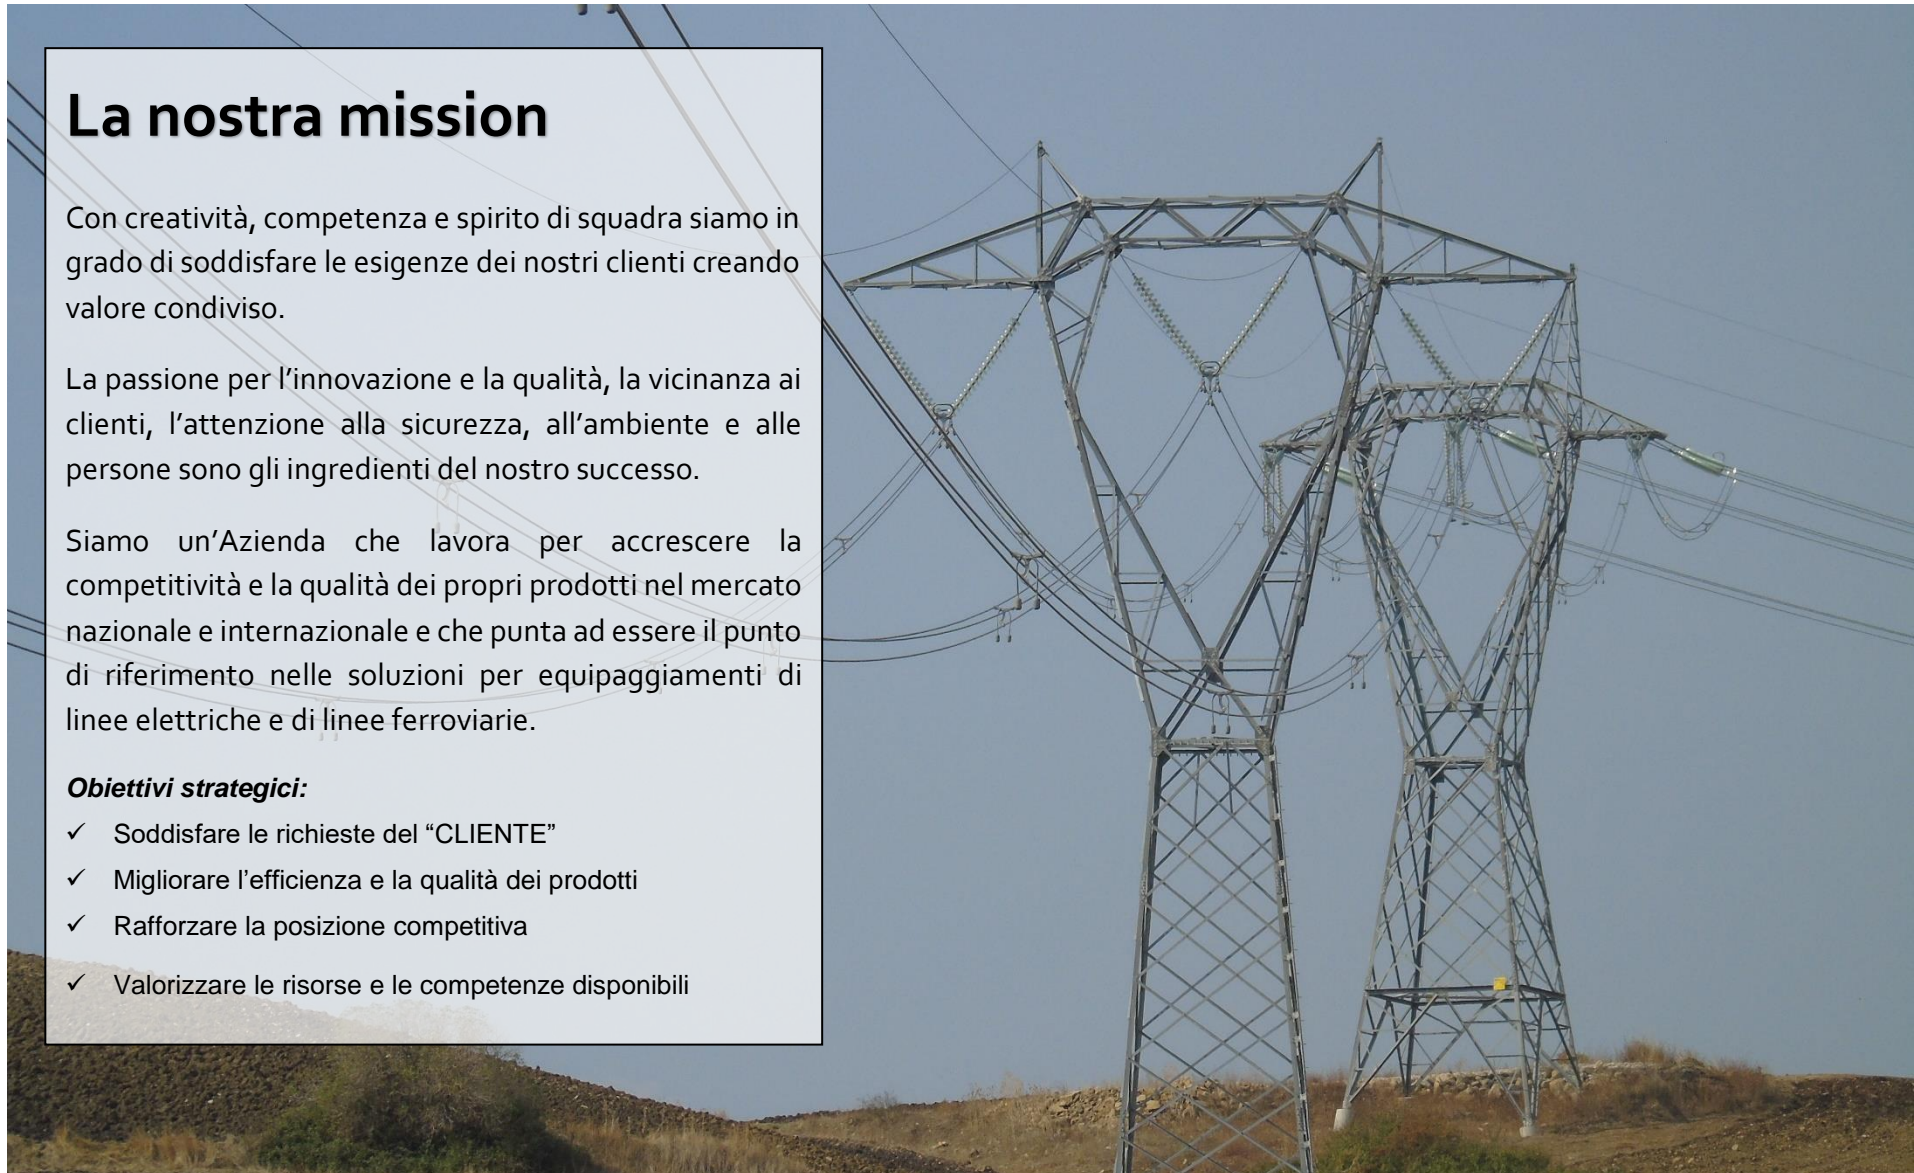 La nostra mission
Con creatività, competenza e spirito di squadra siamo in
grado di soddisfare le esigenze dei nostri clienti creando
valore condiviso.
La passione per l’innovazione e la qualità, la vicinanza ai
clienti, l’attenzione alla sicurezza, all’ambiente e alle
persone sono gli ingredienti del nostro successo.
Siamo un’Azienda che lavora per accrescere la
competitività e la qualità dei propri prodotti nel mercato
nazionale e internazionale e che punta ad essere il punto
di riferimento nelle soluzioni per equipaggiamenti di
linee elettriche e di linee ferroviarie.
Obiettivi strategici:
✓ Soddisfare le richieste del “CLIENTE”
✓ Migliorare l’efficienza e la qualità dei prodotti
✓ Rafforzare la posizione competitiva
✓ Valorizzare le risorse e le competenze disponibili